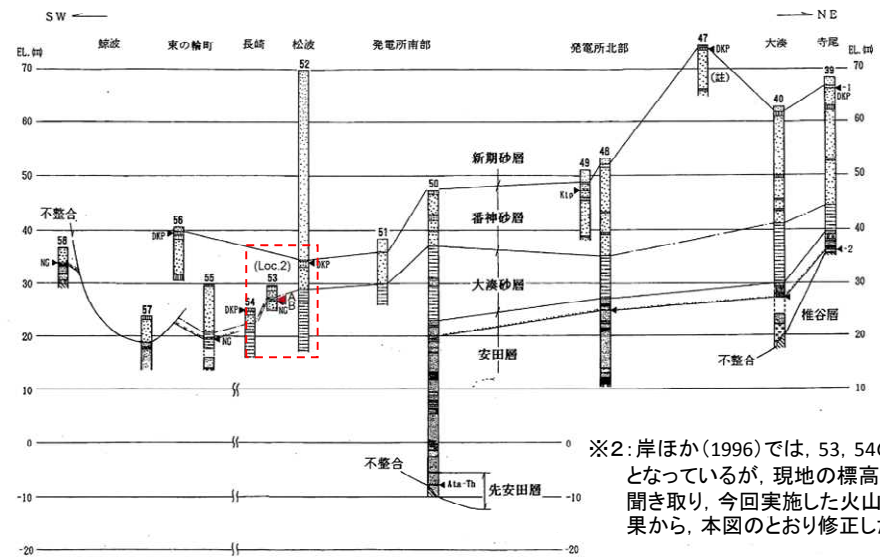 SW NE
鯨波 東の輪町 長崎 松波 発電所南部 発電所北部 大湊 寺尾
EL.(m) EL.(m)
70 60 50 40 30 20 10 0 -10 -20
70 60 50 40 30 20 10 0 -10 -20
不整合
58 NG
57
56 DKP
55 NG
(Loc.2)
54 DKP
53 NG
52 DKP
51
50
Ata-Th
不整合
先安田層
新期砂層
番神砂層
大湊砂層
安田層
49 Kip
48
47 DKP
(註)
40
39
-1
DKP
-2
椎谷層
不整合
※2:岸ほか(1996)では,53,54の
となっているが,現地の標高
聞き取り,今回実施した火山
果から,本図のとおり修正した